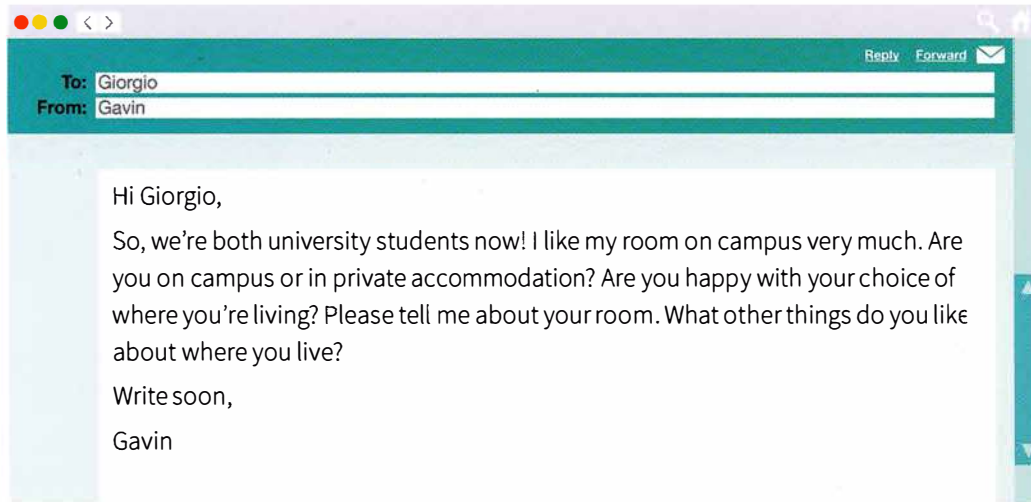 Reply Forward
To: Giorgio
From: Gavin
Hi Giorgio,
So, we're both university students now! I like my room on campus very much. Are
you on campus or in private accommodation? Are you happy with your choice of
where you're living? Please tell me about your room. What other things do you like
about where you live?
Write soon,
Gavin